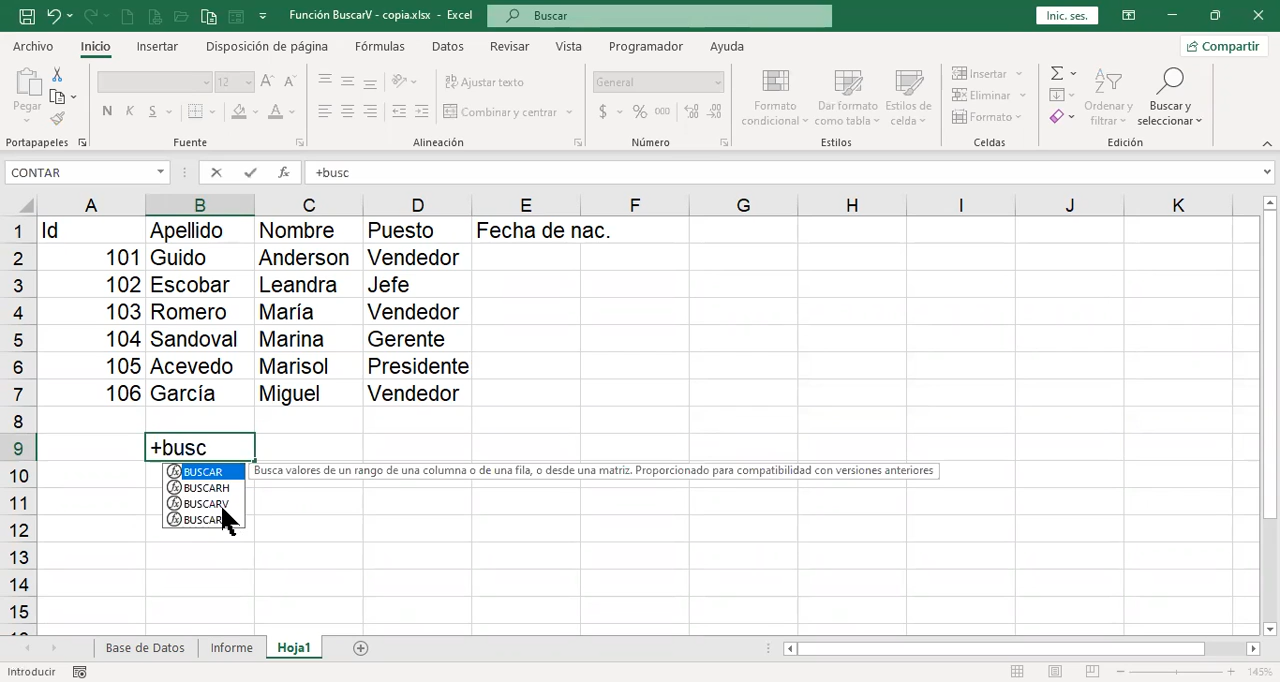 Función BuscarV - copia.xlsx - Excel
Buscar
Inic. ses.
Archivo Inicio Insertar Disposición de página Fórmulas Datos Revisar Vista Programador Ayuda
Compartir
Pegar
12
Ajustar texto
General
Formato condicional
Dar formato como tabla
Estilos de celda
Insertar
Eliminar
Formato
Ordenar y filtrar
Buscar y seleccionar
N K S
Combinar y centrar
$ % 000
Portapapeles Fuente Alineación Número Estilos Celdas Edición
CONTAR
fx
+busc
A B C D E F G H I J K
1 Id Apellido Nombre Puesto Fecha de nac.
2 101 Guido Anderson Vendedor
3 102 Escobar Leandra Jefe
4 103 Romero María Vendedor
5 104 Sandoval Marina Gerente
6 105 Acevedo Marisol Presidente
7 106 García Miguel Vendedor
8
9 +busc
10 BUSCAR Busca valores de un rango de una columna o de una fila, o desde una matriz. Proporcionado para compatibilidad con versiones anteriores
BUSCARH
11 BUSCARV
12
13
14
15
Base de Datos Informe Hoja1
Introducir
145%